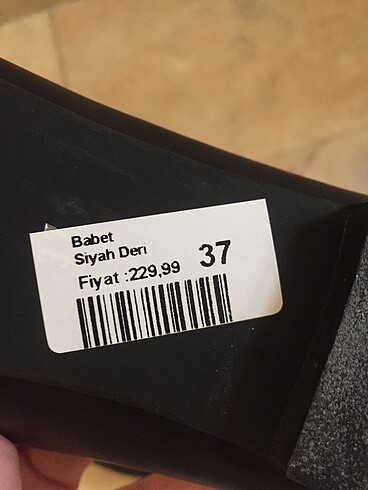 Babet
Siyah Deri
Fiyat :229,99
37